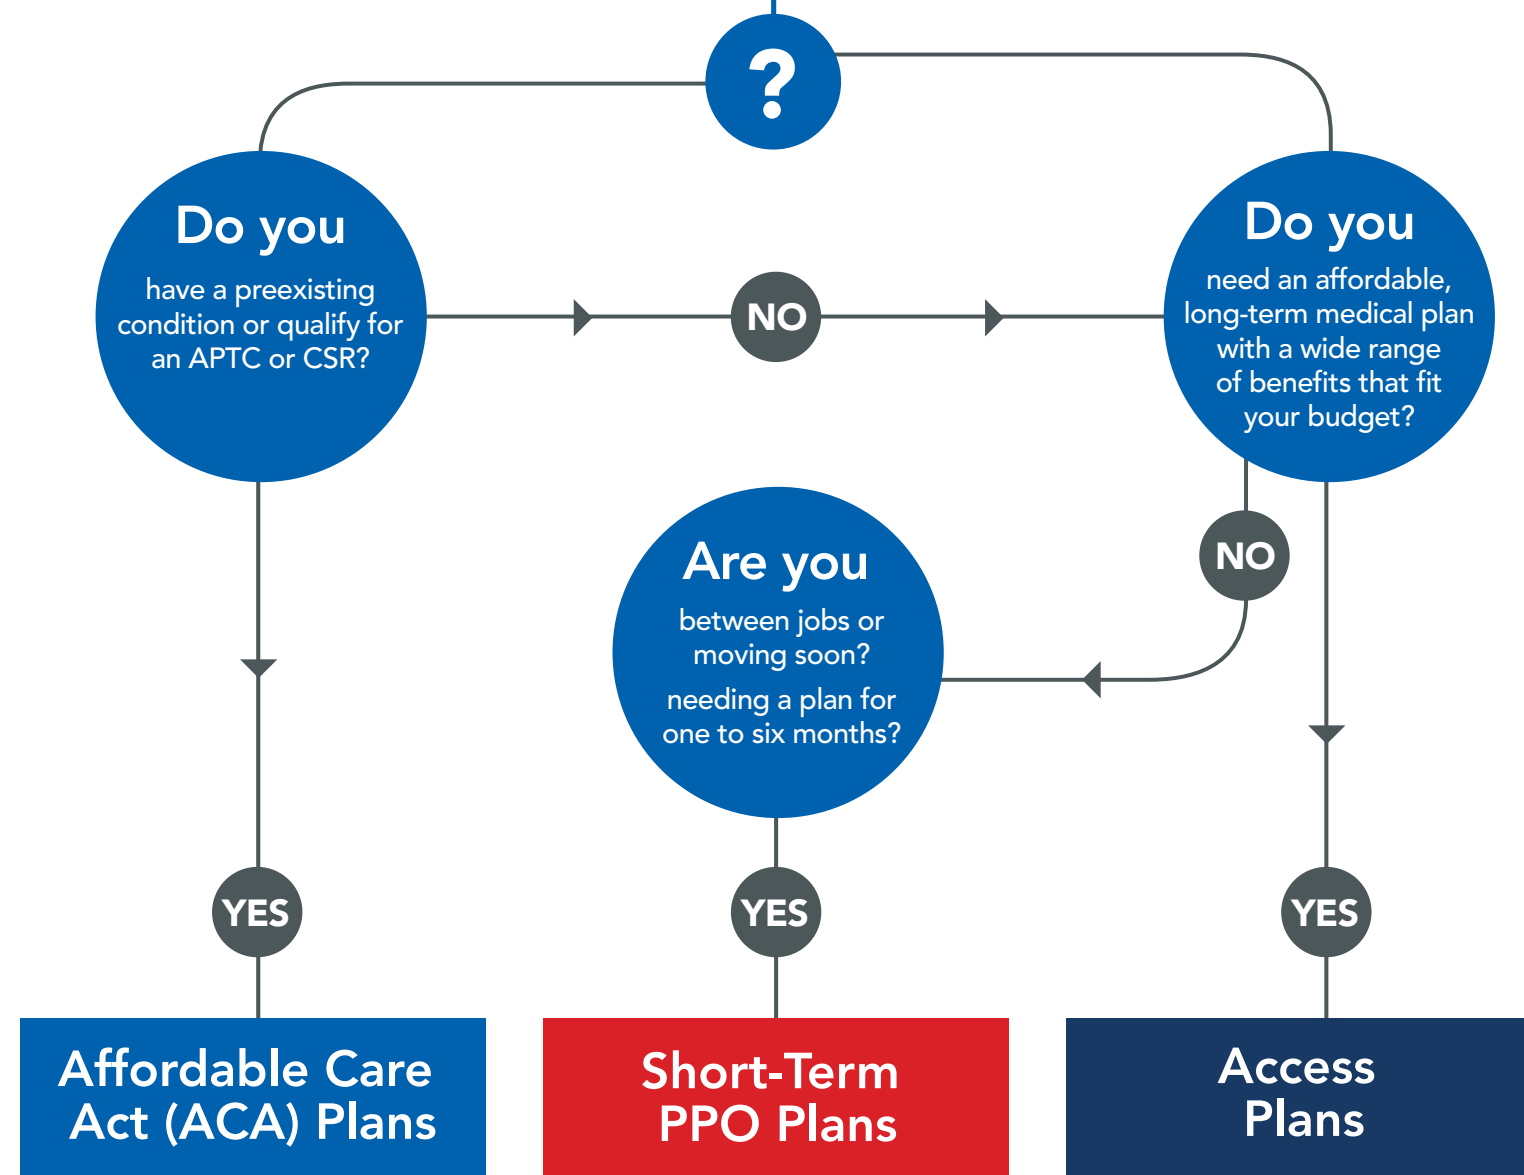 ?
Do you
have a preexisting
condition or qualify for
an APTC or CSR?
NO
Do you
need an affordable,
long-term medical plan
with a wide range
of benefits that fit
your budget?
NO
Are you
between jobs or
moving soon?
needing a plan for
one to six months?
YES
YES
YES
Affordable Care
Act (ACA) Plans
Short-Term
PPO Plans
Access
Plans